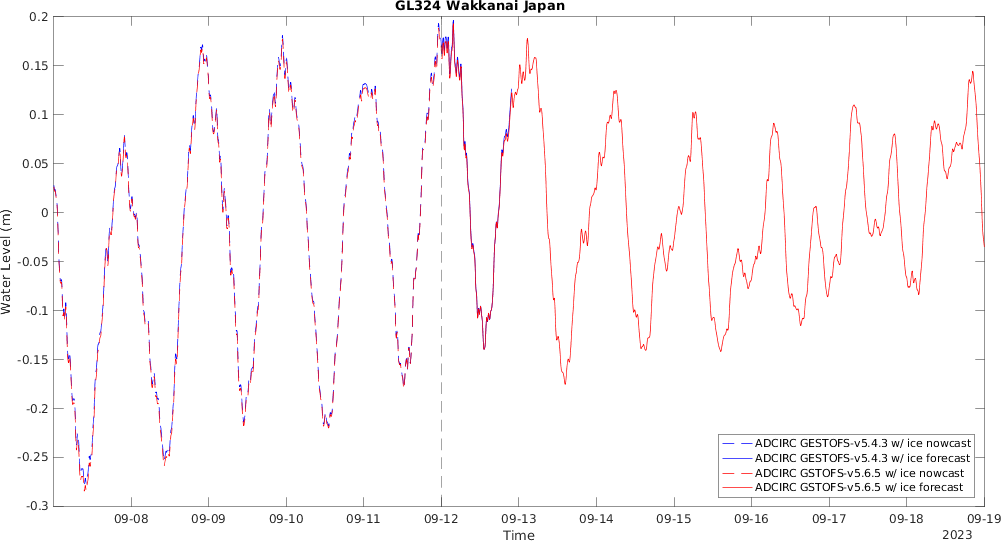 GL324 Wakkanai Japan
0.2
0.15
0.1
0.05
0
-0.05
-0.1
-0.15
-0.2
-0.25
-0.3
Water Level (m)
ADCIRC GESTOFS-v5.4.3 w/ ice nowcast
ADCIRC GESTOFS-v5.4.3 w/ ice forecast
ADCIRC GSTOFS-v5.6.5 w/ ice nowcast
ADCIRC GSTOFS-v5.6.5 w/ ice forecast
09-08 09-09 09-10 09-11 09-12 09-13 09-14 09-15 09-16 09-17 09-18 09-19
Time
2023